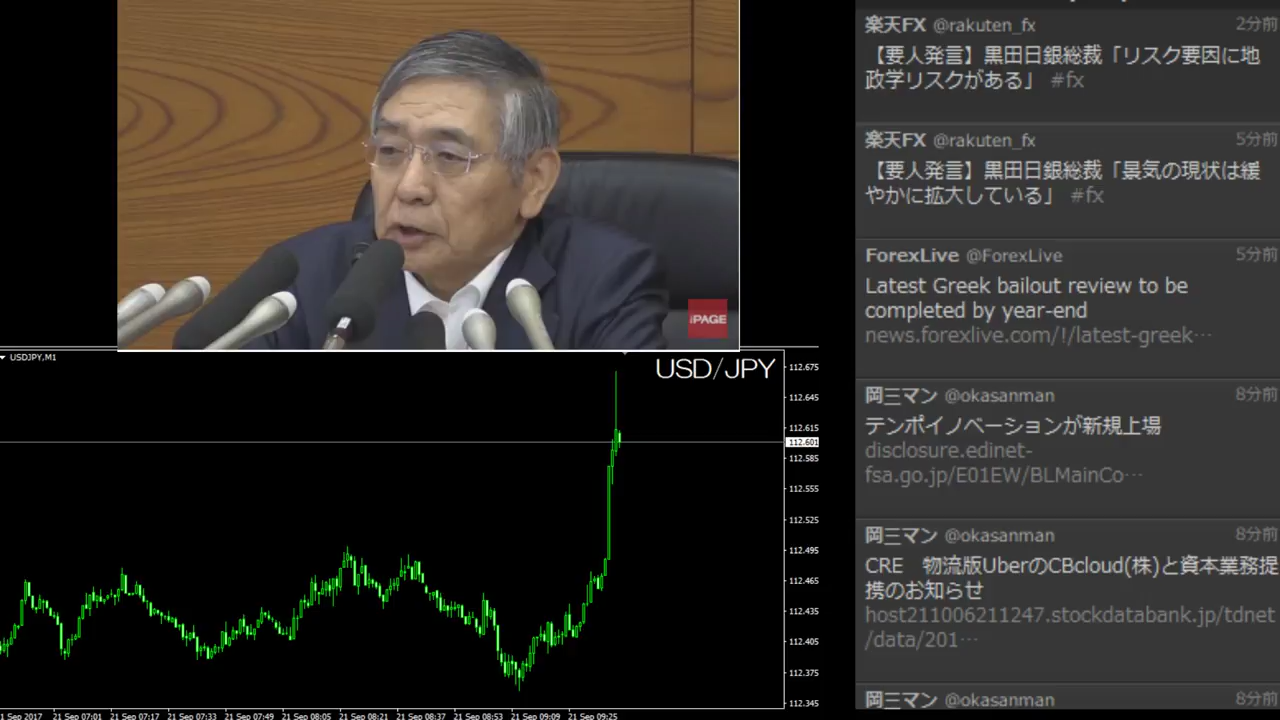 iPAGE
USDJPY,M1
USD/JPY
112.675
112.645
112.615
112.601
112.585
112.555
112.525
112.495
112.465
112.435
112.405
112.375
112.345
Sep 2017
21 Sep 07:01
21 Sep 07:17
21 Sep 07:33
21 Sep 07:49
21 Sep 08:05
21 Sep 08:21
21 Sep 08:37
21 Sep 08:53
21 Sep 09:09
21 Sep 09:25
楽天FX @rakuten_fx 2分前
【要人発言】黒田日銀総裁「リスク要因に地
政学リスクがある」 #fx
楽天FX @rakuten_fx 5分前
【要人発言】黒田日銀総裁「景気の現状は緩
やかに拡大している」 #fx
ForexLive @ForexLive 5分前
Latest Greek bailout review to be
completed by year-end
news.forexlive.com/!/latest-greek…
岡三マン @okasanman 8分前
テンポイノベーションが新規上場
disclosure.edinet-
fsa.go.jp/E01EW/BLMainCo…
岡三マン @okasanman 8分前
CRE 物流版UberのCBcloud(株)と資本業務提
携のお知らせ
host211006211247.stockdatabank.jp/tdnet
/data/201…
岡三マン @okasanman 8分前